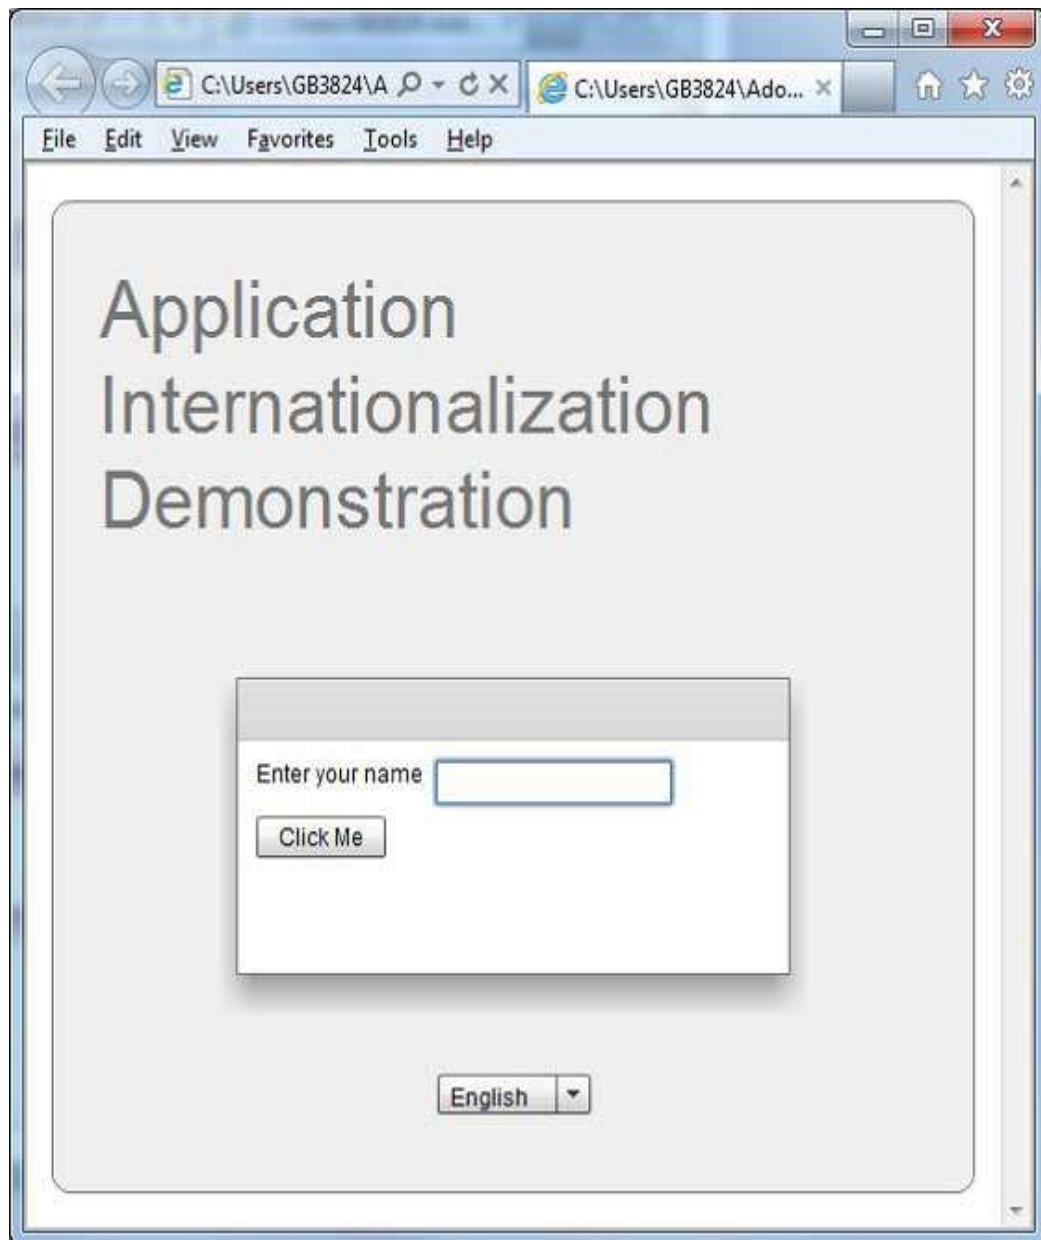 C:\Users\GB3824\A
C:\Users\GB3824\Ado...
File Edit View Favorites Tools Help
Application
Internationalization
Demonstration
Enter your name
Click Me
English